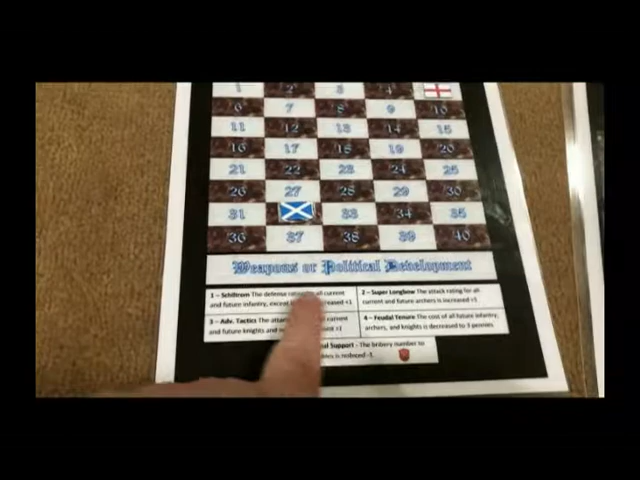 1 2 3 4
6 7 8 9 10
11 12 13 14 15
16 17 18 19 20
21 22 23 24 25
26 27 28 29 30
31 33 34 35
36 37 38 39 40
Weapons or Political Development
1 – Schiltrom The defense all current
and future infantry, except increased +1
2 – Super Longbow The attack rating for all
current and future archers is increased +1
3 – Adv. Tactics The current
and future knights and +1
4 – Feudal Tenure The cost of all future infantry,
archers, and knights is decreased to 3 pennies
Support - The bribery number to
is reduced -1.